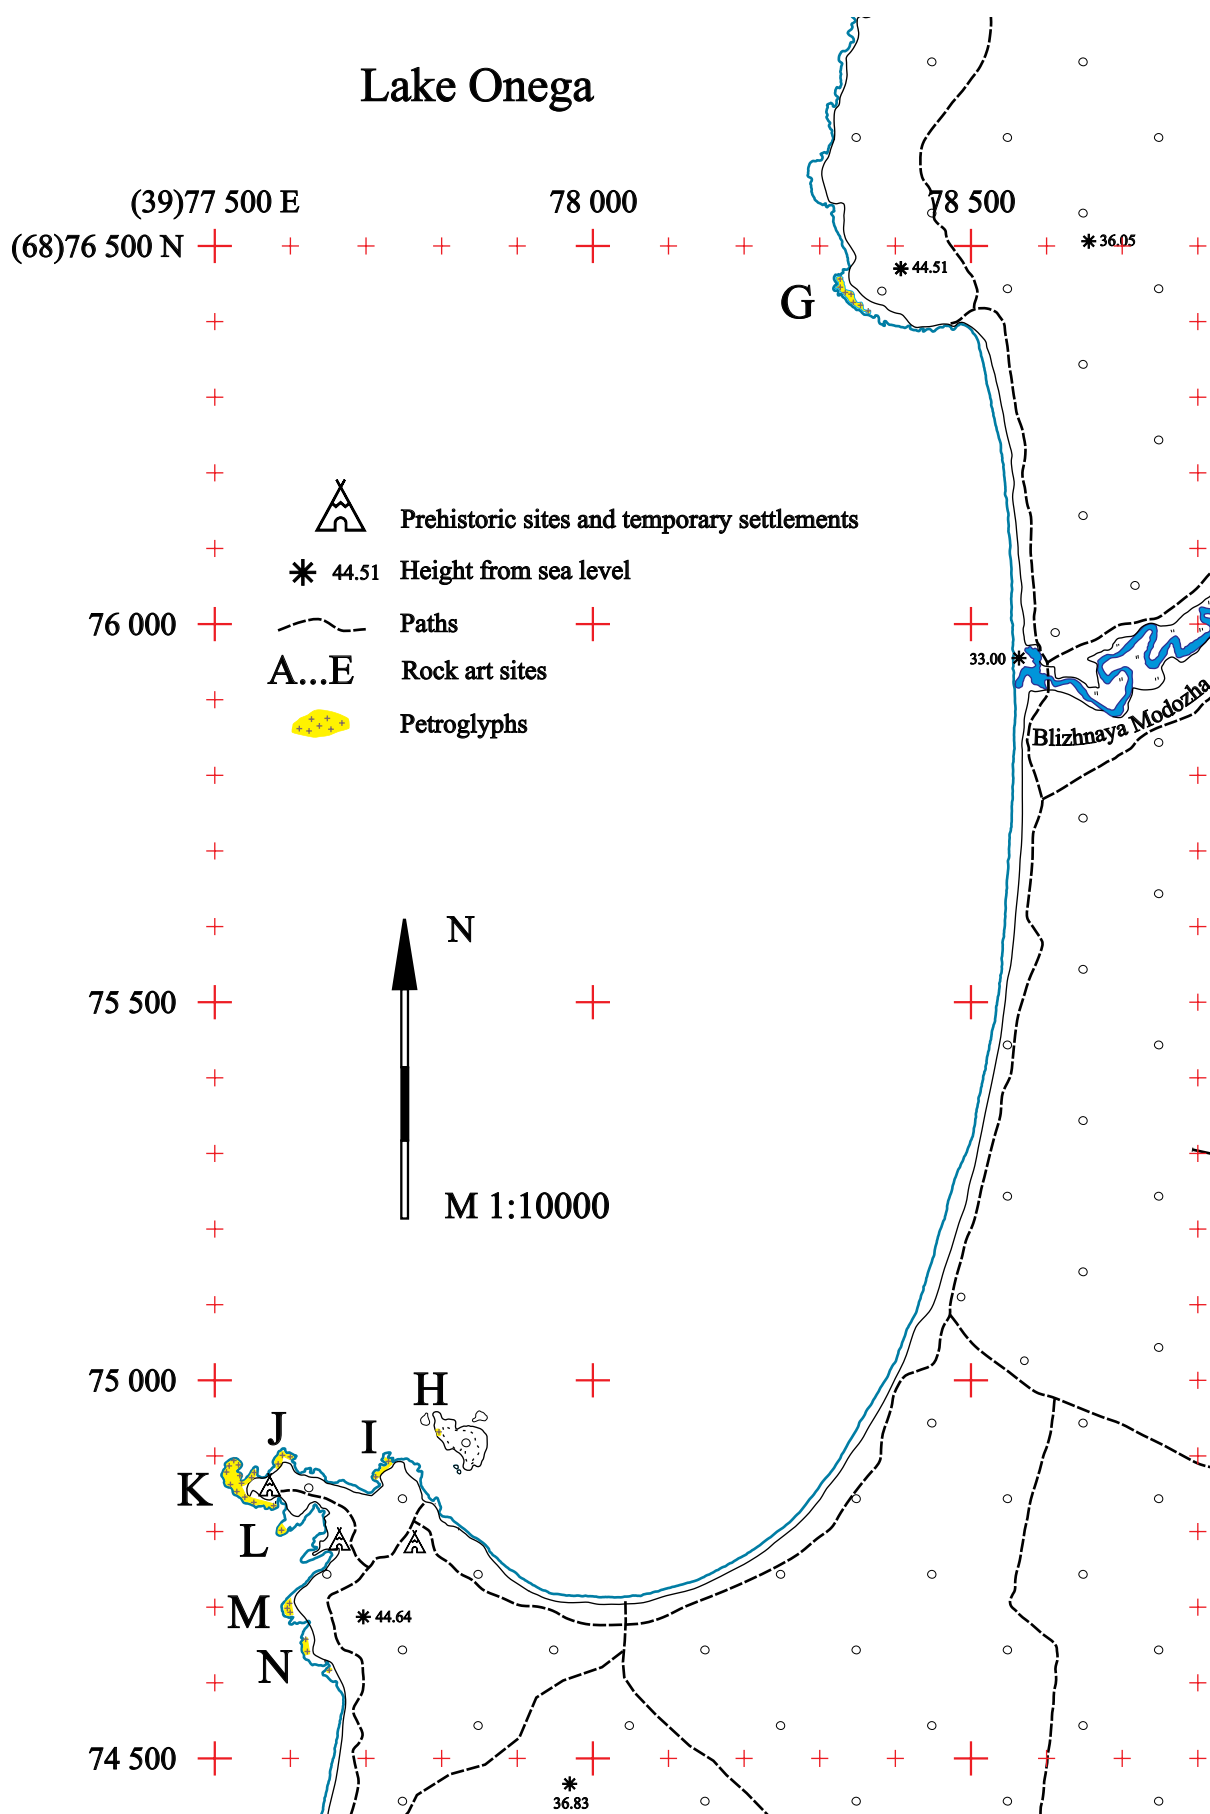 Lake Onega
(39)77 500 E
78 000
78 500
(68)76 500 N
36.05
44.51
G
Prehistoric sites and temporary settlements
44.51 Height from sea level
76 000
Paths
33.00
A...E Rock art sites
Petroglyphs
Blizhnaya Modozha
N
75 500
M 1:10000
75 000
H
J
I
K
L
M
44.64
N
74 500
36.83